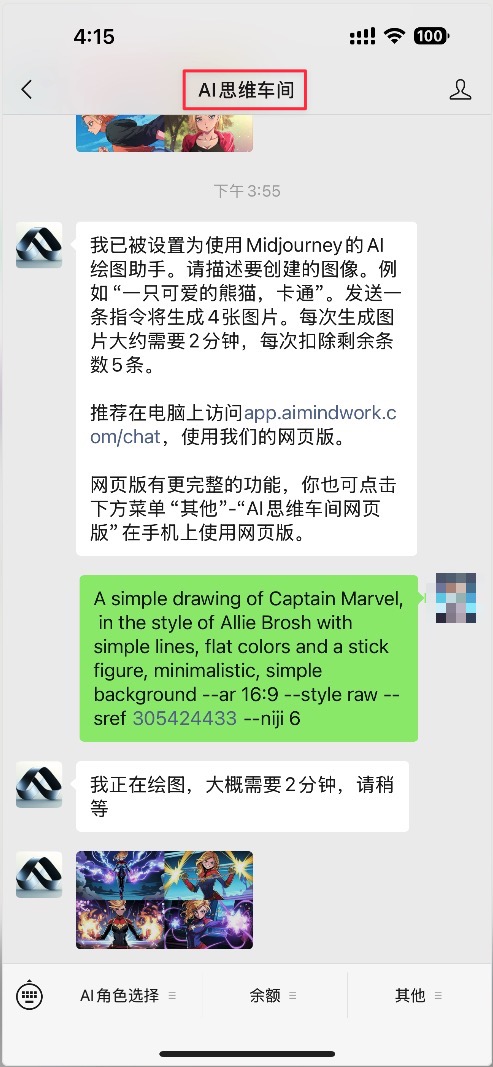 4:15
100
AI思维车间
下午 3:55
我已被设置为使用Midjourney的AI
绘图助手。请描述要创建的图像。例
如“一只可爱的熊猫，卡通”。发送一
条指令将生成4张图片。每次生成图
片大约需要2分钟，每次扣除剩余条
数5条。
推荐在电脑上访问app.aimindwork.c
om/chat，使用我们的网页版。
网页版有更完整的功能，你也可点击
下方菜单“其他”-“AI思维车间网页
版”在手机上使用网页版。
A simple drawing of Captain Marvel,
in the style of Allie Brosh with
simple lines, flat colors and a stick
figure, minimalistic, simple
background --ar 16:9 --style raw --
sref 305424433 --niji 6
我正在绘图，大概需要2分钟，请稍
等
AI角色选择
余额
其他